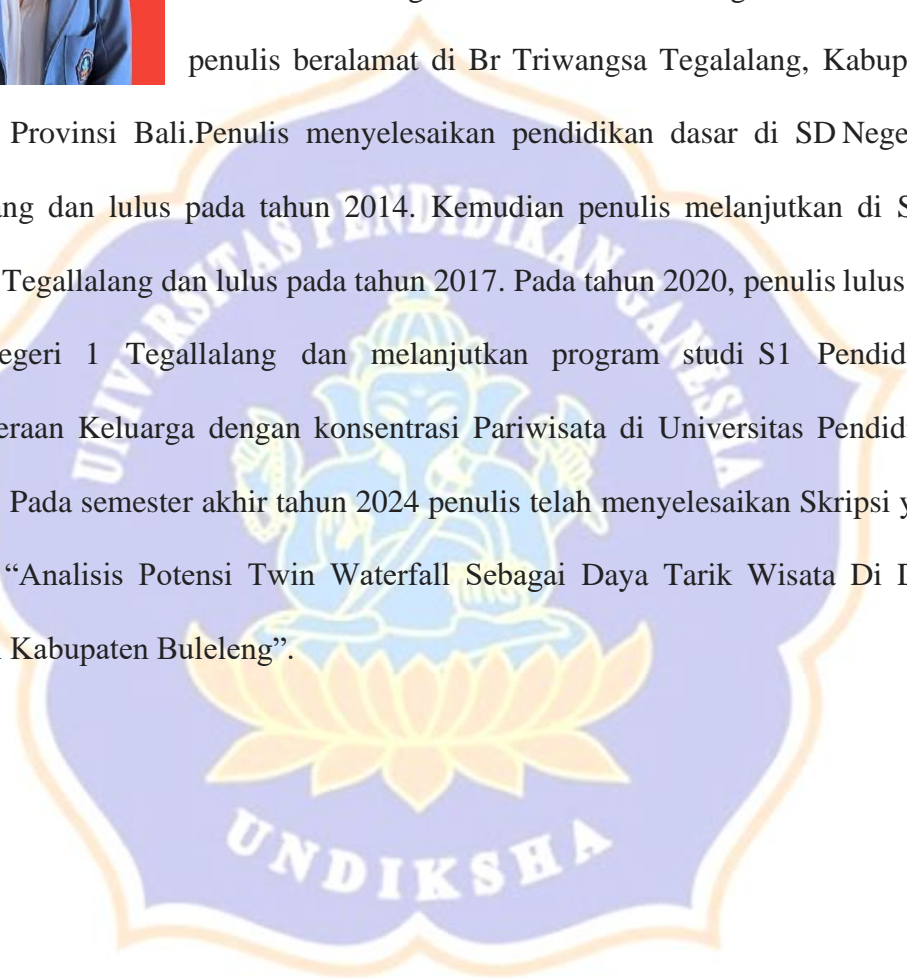 penulis beralamat di Br Triwangsa Tegalalang, Kabup
Provinsi Bali.Penulis menyelesaikan pendidikan dasar di SD Nege
ang dan lulus pada tahun 2014. Kemudian penulis melanjutkan di S
Tegallalang dan lulus pada tahun 2017. Pada tahun 2020, penulis lulus
egeri 1 Tegallalang dan melanjutkan program studi S1 Pendid
eraan Keluarga dengan konsentrasi Pariwisata di Universitas Pendid
Pada semester akhir tahun 2024 penulis telah menyelesaikan Skripsi y
“Analisis Potensi Twin Waterfall Sebagai Daya Tarik Wisata Di D
Kabupaten Buleleng”.
UNIVERSITAS PENDIDIKAN GANESHA
UNDIKSHA